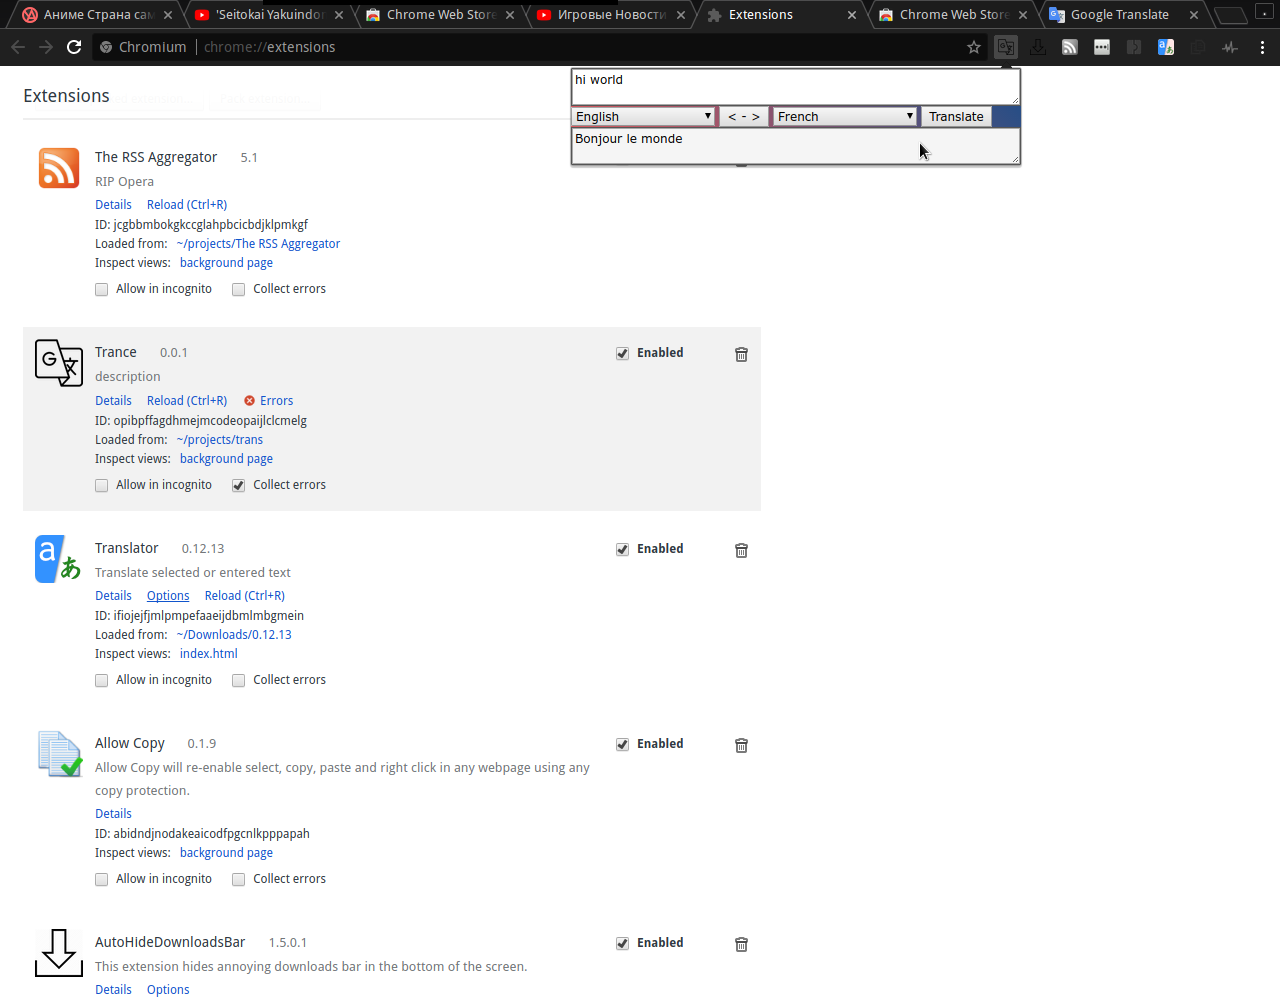 Аниме Страна сам
'Seitokai Yakuindo
Chrome Web Store
Игровые Новости
Extensions
Chrome Web Store
Google Translate
Chromium
chrome://extensions
hi world
English
< - >
French
Translate
Bonjour le monde
Extensions
The RSS Aggregator 5.1
RIP Opera
Details Reload (Ctrl+R)
ID: jcgbbmbokgkccglahpbcicbdjklpmkgf
Loaded from: ~/projects/The RSS Aggregator
Inspect views: background page
Allow in incognito Collect errors
Trance 0.0.1 Enabled
description
Details Reload (Ctrl+R) Errors
ID: opibpffagdhmejmcodeopaijlclcmelg
Loaded from: ~/projects/trans
Inspect views: background page
Allow in incognito Collect errors
Translator 0.12.13 Enabled
Translate selected or entered text
Details Options Reload (Ctrl+R)
ID: ifiojejfjmlpmpefaaeijdbmlmbgmein
Loaded from: ~/Downloads/0.12.13
Inspect views: index.html
Allow in incognito Collect errors
Allow Copy 0.1.9 Enabled
Allow Copy will re-enable select, copy, paste and right click in any webpage using any
copy protection.
Details
ID: abidndjnodakeaicodfpgcnlkpppapah
Inspect views: background page
Allow in incognito Collect errors
AutoHideDownloadsBar 1.5.0.1 Enabled
This extension hides annoying downloads bar in the bottom of the screen.
Details Options